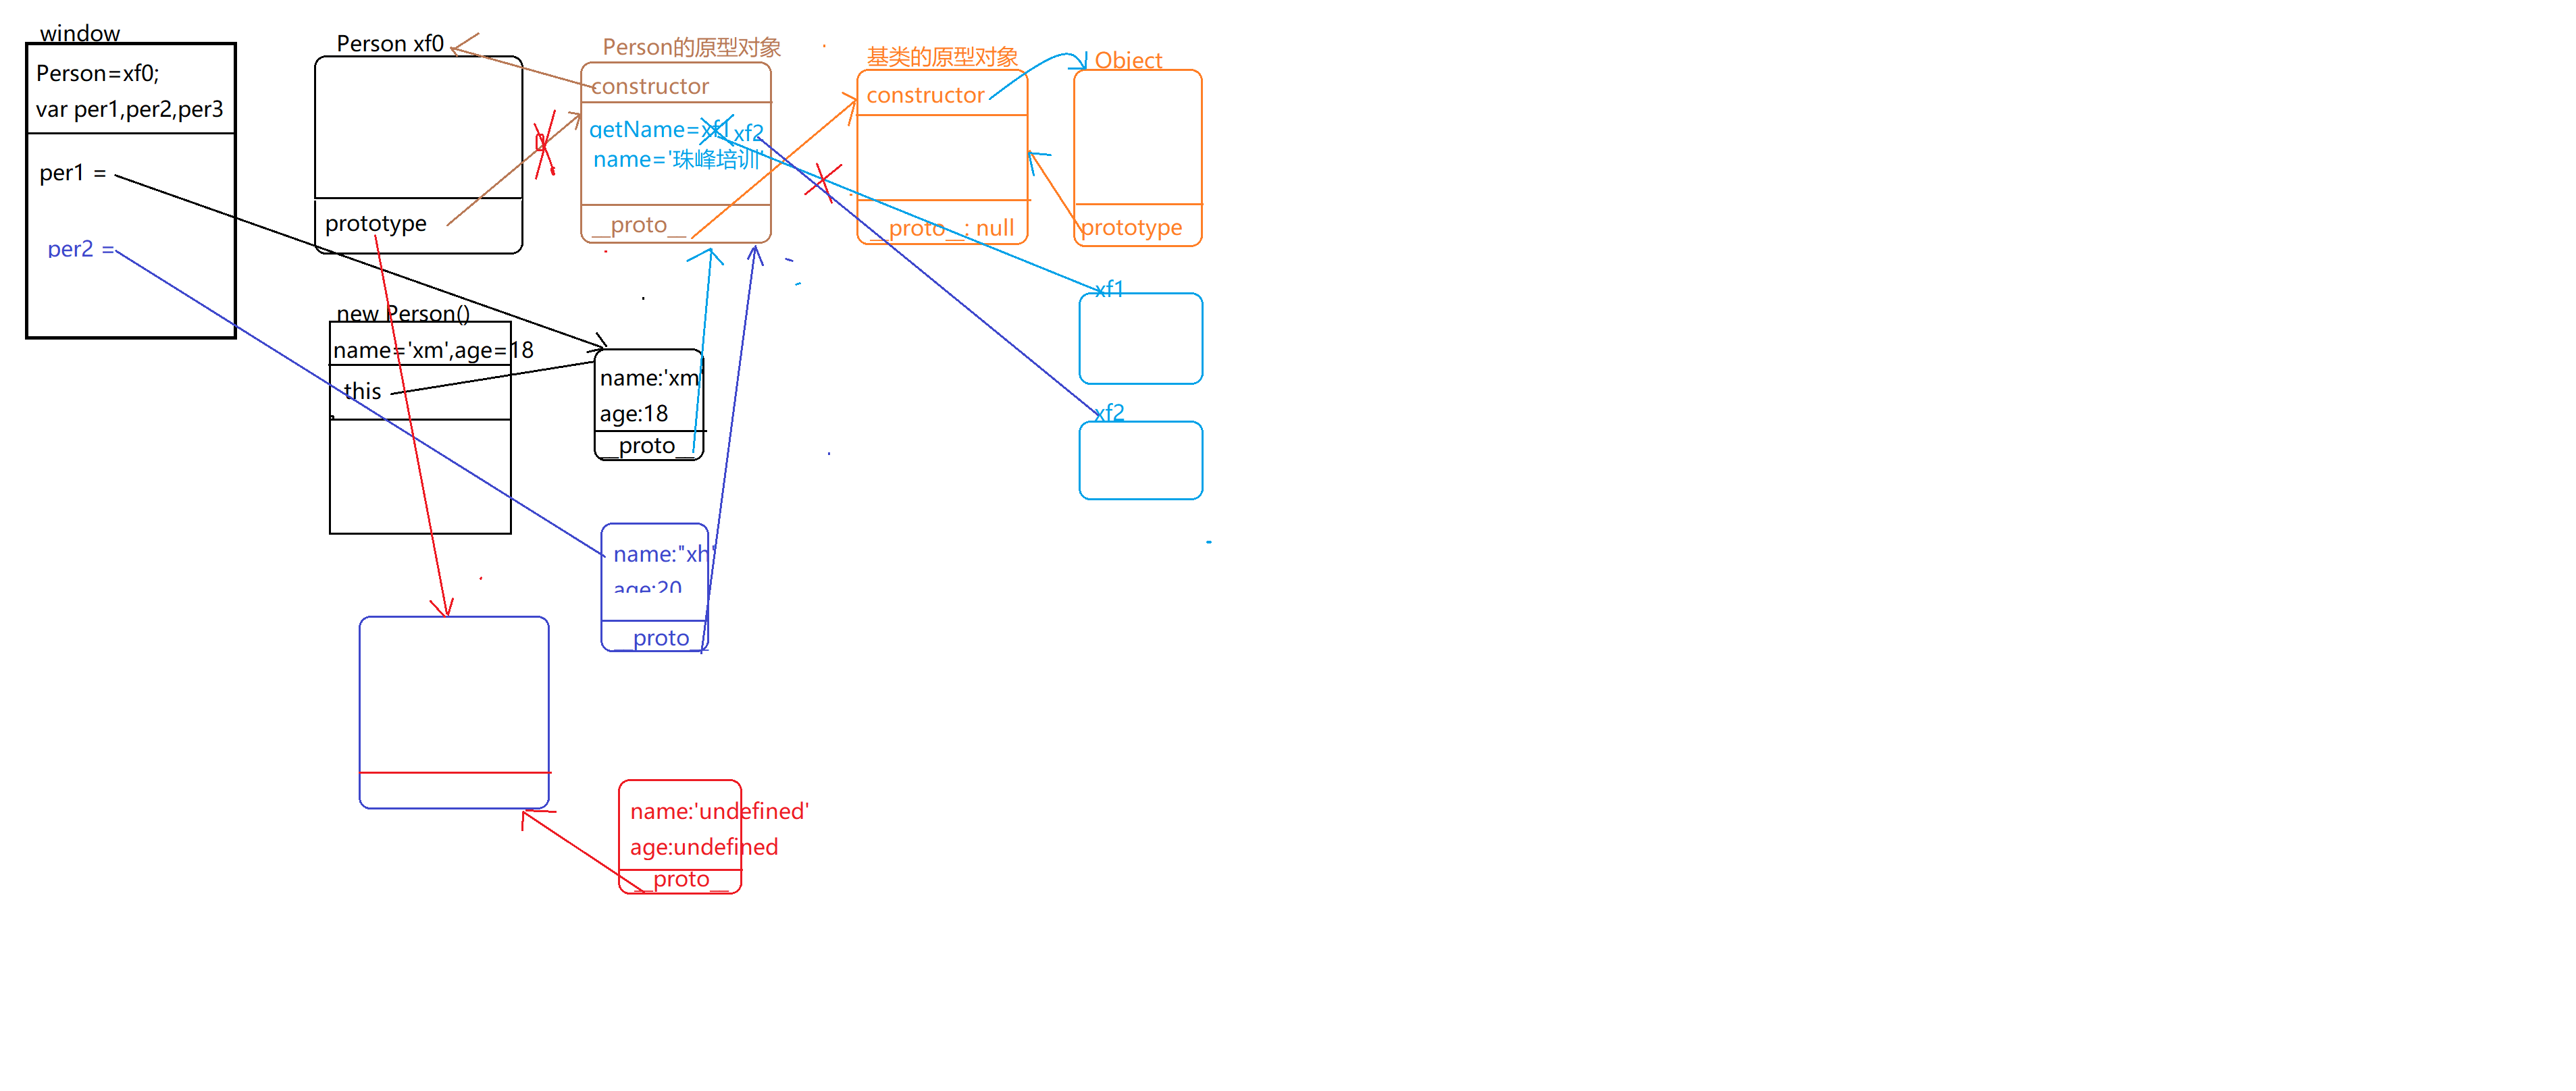 window
Person=xf0;
var per1,per2,per3
per1 =
per2 =
Person xf0
prototype
Person的原型对象
constructor
getName=xf1 xf2
name='珠峰培训'
__proto__
基类的原型对象
constructor
__proto__: null
Object
prototype
xf1
xf2
new Person()
name='xm',age=18
this
name:'xm'
age:18
__proto__
name:"xh"
age:20
__proto__
name:'undefined'
age:undefined
__proto__